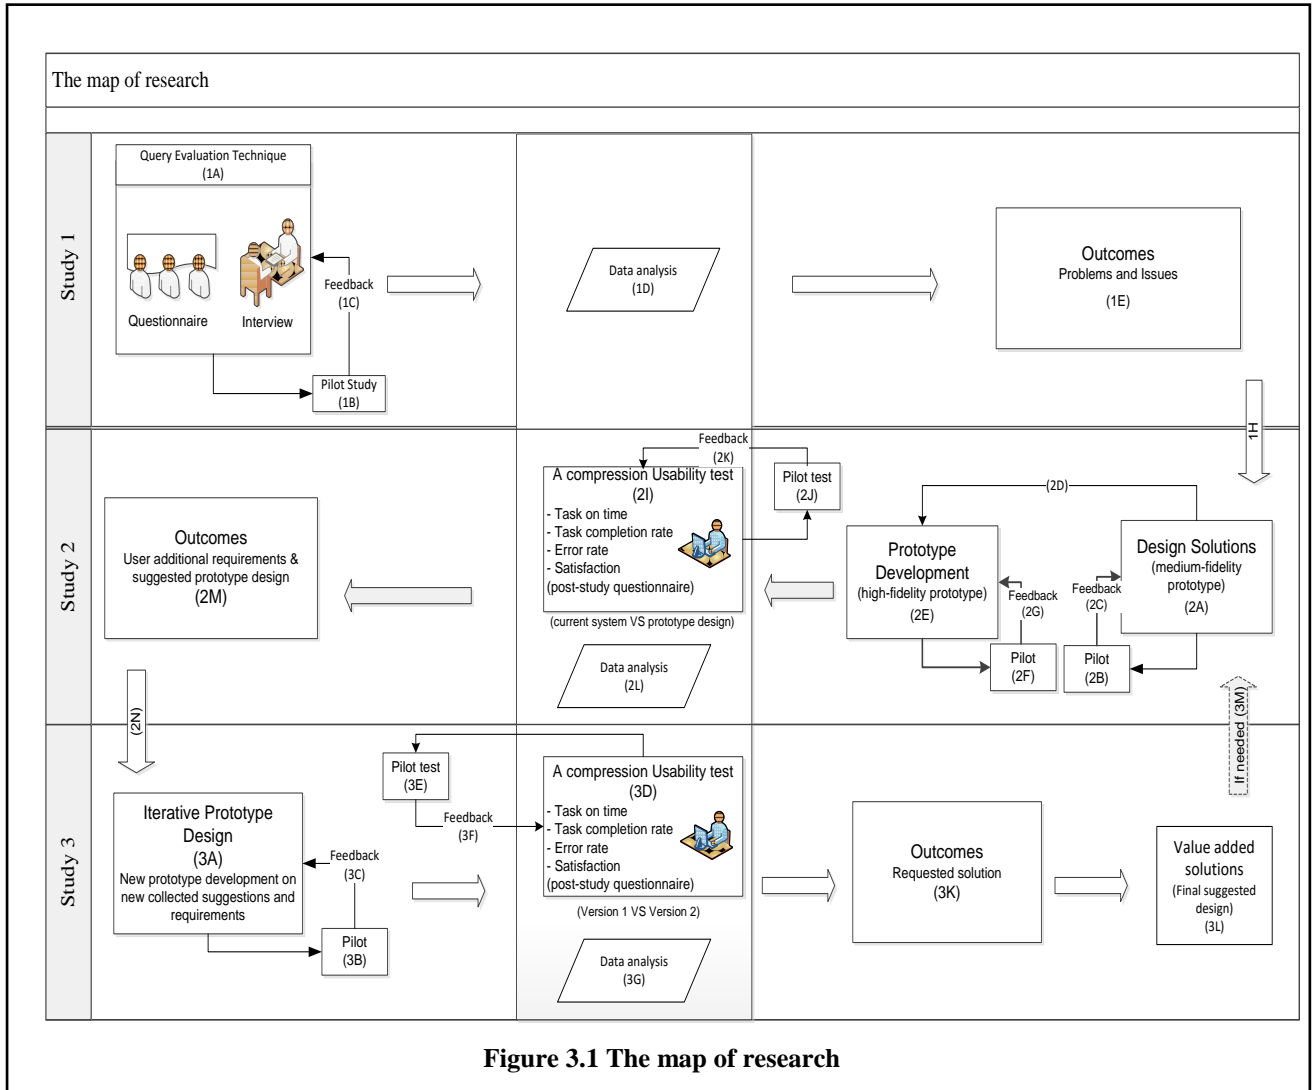 The map of research
Study 1
Query Evaluation Technique
(1A)
Questionnaire
Interview
Feedback
(1C)
Pilot Study
(1B)
Data analysis
(1D)
Outcomes
Problems and Issues
(1E)
1H
Study 2
Outcomes
User additional requirements &
suggested prototype design
(2M)
Feedback
(2K)
A compression Usability test
(2I)
- Task on time
- Task completion rate
- Error rate
- Satisfaction
(post-study questionnaire)
(current system VS prototype design)
Pilot test
(2J)
Data analysis
(2L)
(2D)
Prototype
Development
(high-fidelity prototype)
(2E)
Feedback
(2G)
Pilot
(2F)
Feedback
(2C)
Pilot
(2B)
Design Solutions
(medium-fidelity
prototype)
(2A)
(2N)
If needed (3M)
Study 3
Iterative Prototype
Design
(3A)
New prototype development on
new collected suggestions and
requirements
Feedback
(3C)
Pilot
(3B)
Pilot test
(3E)
Feedback
(3F)
A compression Usability test
(3D)
- Task on time
- Task completion rate
- Error rate
- Satisfaction
(post-study questionnaire)
(Version 1 VS Version 2)
Data analysis
(3G)
Outcomes
Requested solution
(3K)
Value added
solutions
(Final suggested
design)
(3L)
Figure 3.1 The map of research